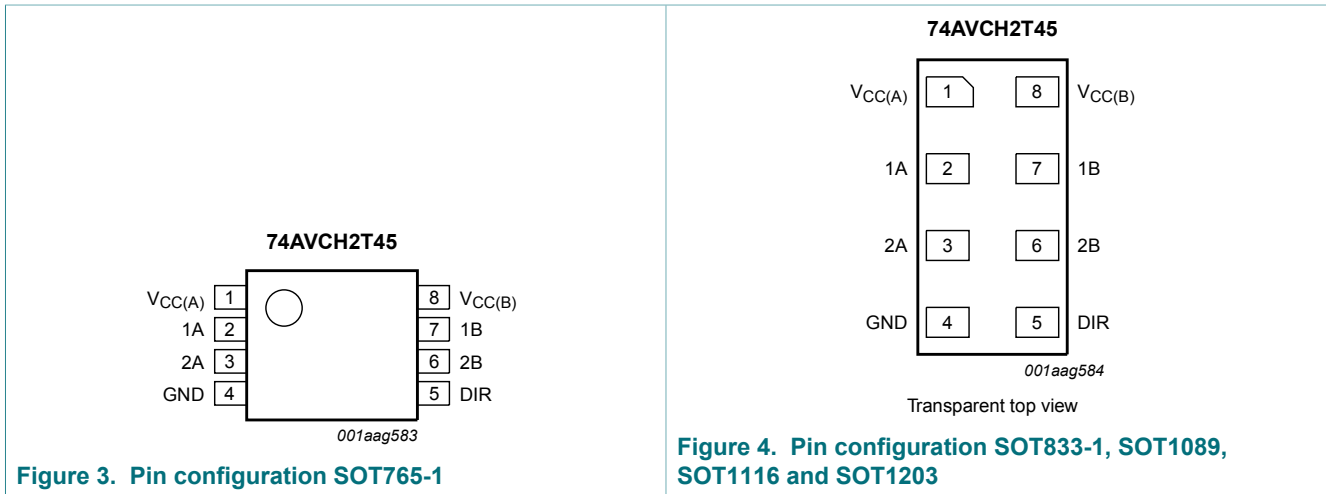 74AVCH2T45
VCC(A) 1 8 VCC(B)
1A 2 7 1B
2A 3 6 2B
GND 4 5 DIR
001aag583
Figure 3. Pin configuration SOT765-1
74AVCH2T45
VCC(A) 1 8 VCC(B)
1A 2 7 1B
2A 3 6 2B
GND 4 5 DIR
001aag584
Transparent top view
Figure 4. Pin configuration SOT833-1, SOT1089,
SOT1116 and SOT1203